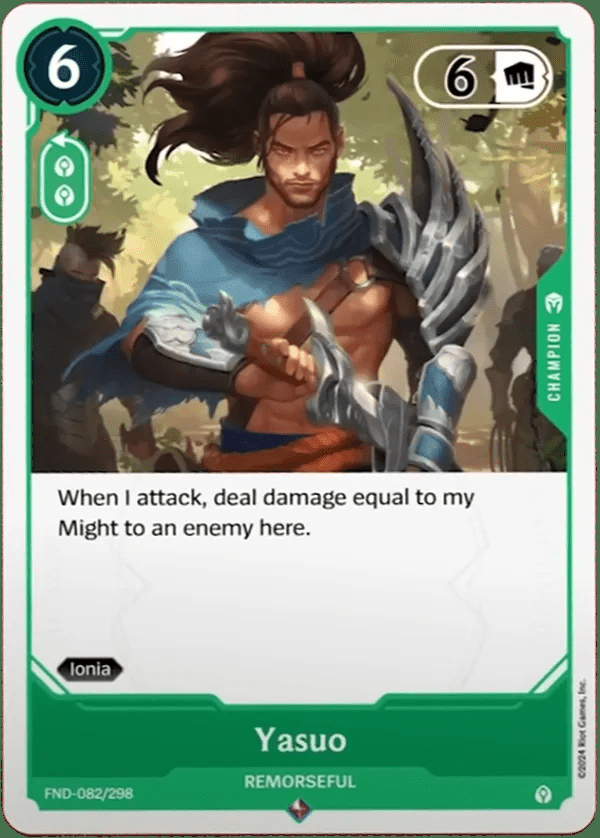 6
6
CHAMPION
When I attack, deal damage equal to my
Might to an enemy here.
Ionia
Yasuo
REMORSEFUL
FND-082/298
©2024 Riot Games, Inc.